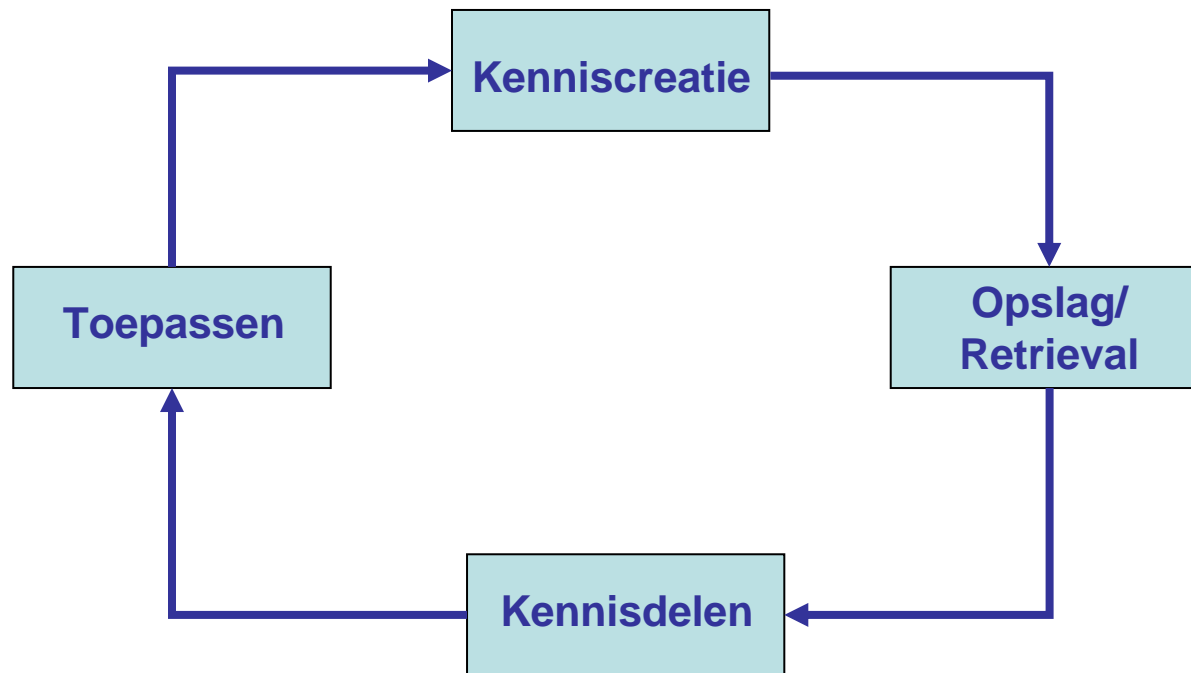 Kenniscreatie
Opslag/
Retrieval
Toepassen
Kennisdelen